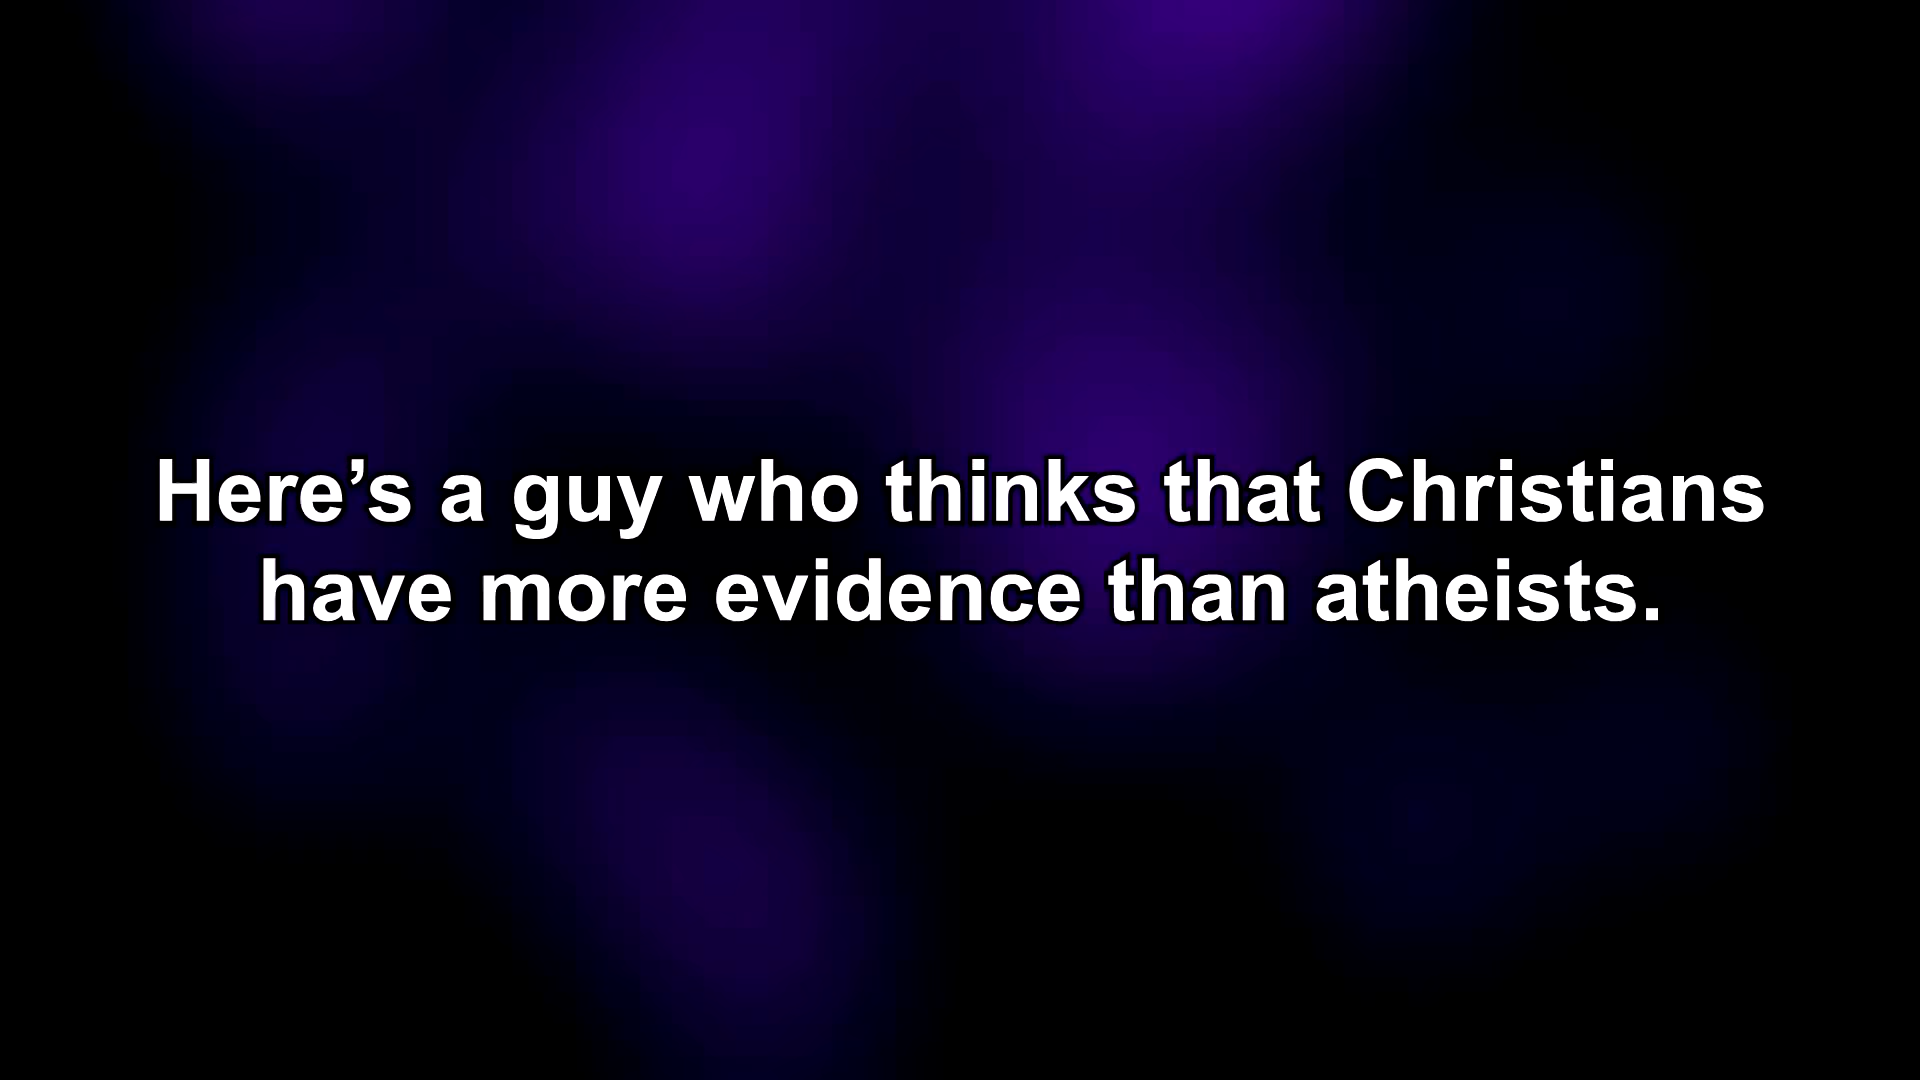 Here’s a guy who thinks that Christians
have more evidence than atheists.